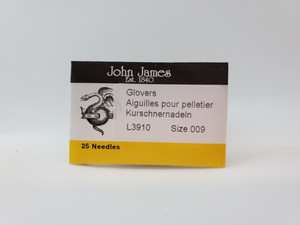 John James
Est. 1840
Glovers
Aiguilles pour pelletier
Kurschnernadeln
L3910 Size 009
25 Needles